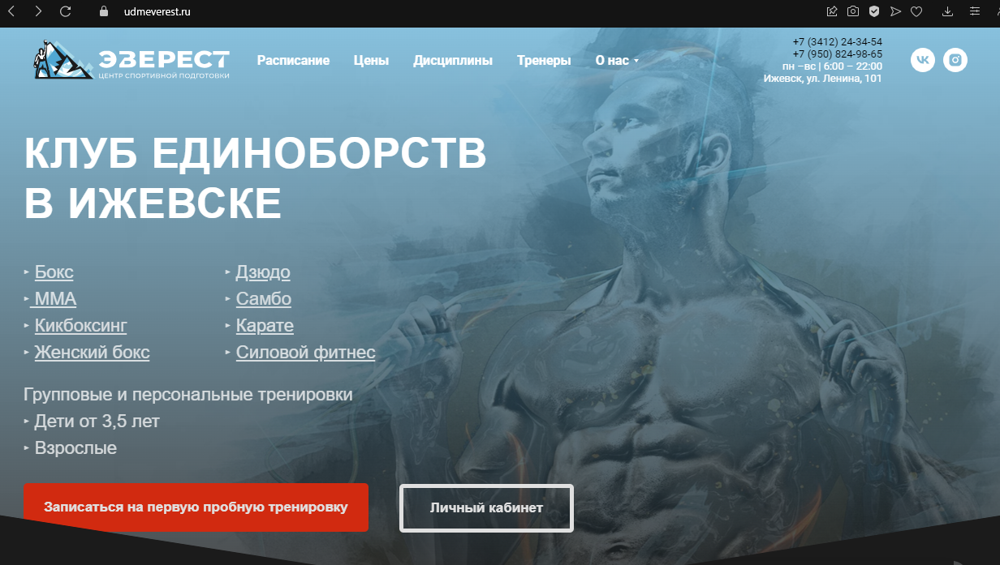 udmeverest.ru
ЭВЕРЕСТ
ЦЕНТР СПОРТИВНОЙ ПОДГОТОВКИ
Расписание
Цены
Дисциплины
Тренеры
О нас
+7 (3412) 24-34-54
+7 (950) 824-98-65
пн –вс | 6:00 – 22:00
Ижевск, ул. Ленина, 101
КЛУБ ЕДИНОБОРСТВ
В ИЖЕВСКЕ
‣ Бокс
‣ ММА
‣ Кикбоксинг
‣ Женский бокс
‣ Дзюдо
‣ Самбо
‣ Карате
‣ Силовой фитнес
Групповые и персональные тренировки
‣ Дети от 3,5 лет
‣ Взрослые
Записаться на первую пробную тренировку
Личный кабинет